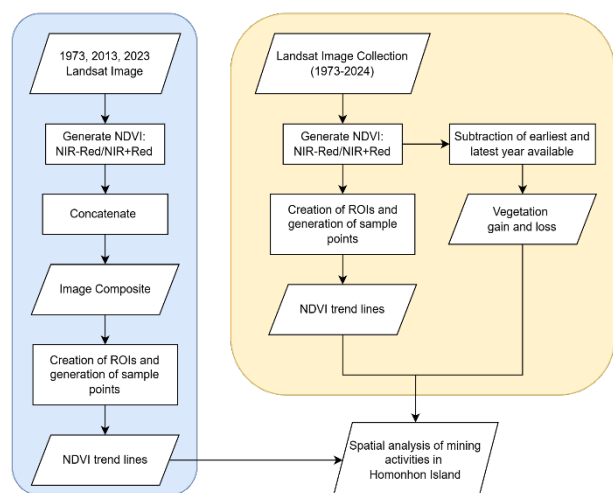 1973, 2013, 2023
Landsat Image
Generate NDVI:
NIR-Red/NIR+Red
Concatenate
Image Composite
Creation of ROIs and
generation of sample
points
NDVI trend lines
Landsat Image Collection
(1973-2024)
Generate NDVI:
NIR-Red/NIR+Red
Subtraction of earliest and
latest year available
Creation of ROIs and
generation of sample
points
Vegetation
gain and loss
NDVI trend lines
Spatial analysis of mining
activities in
Homonhon Island